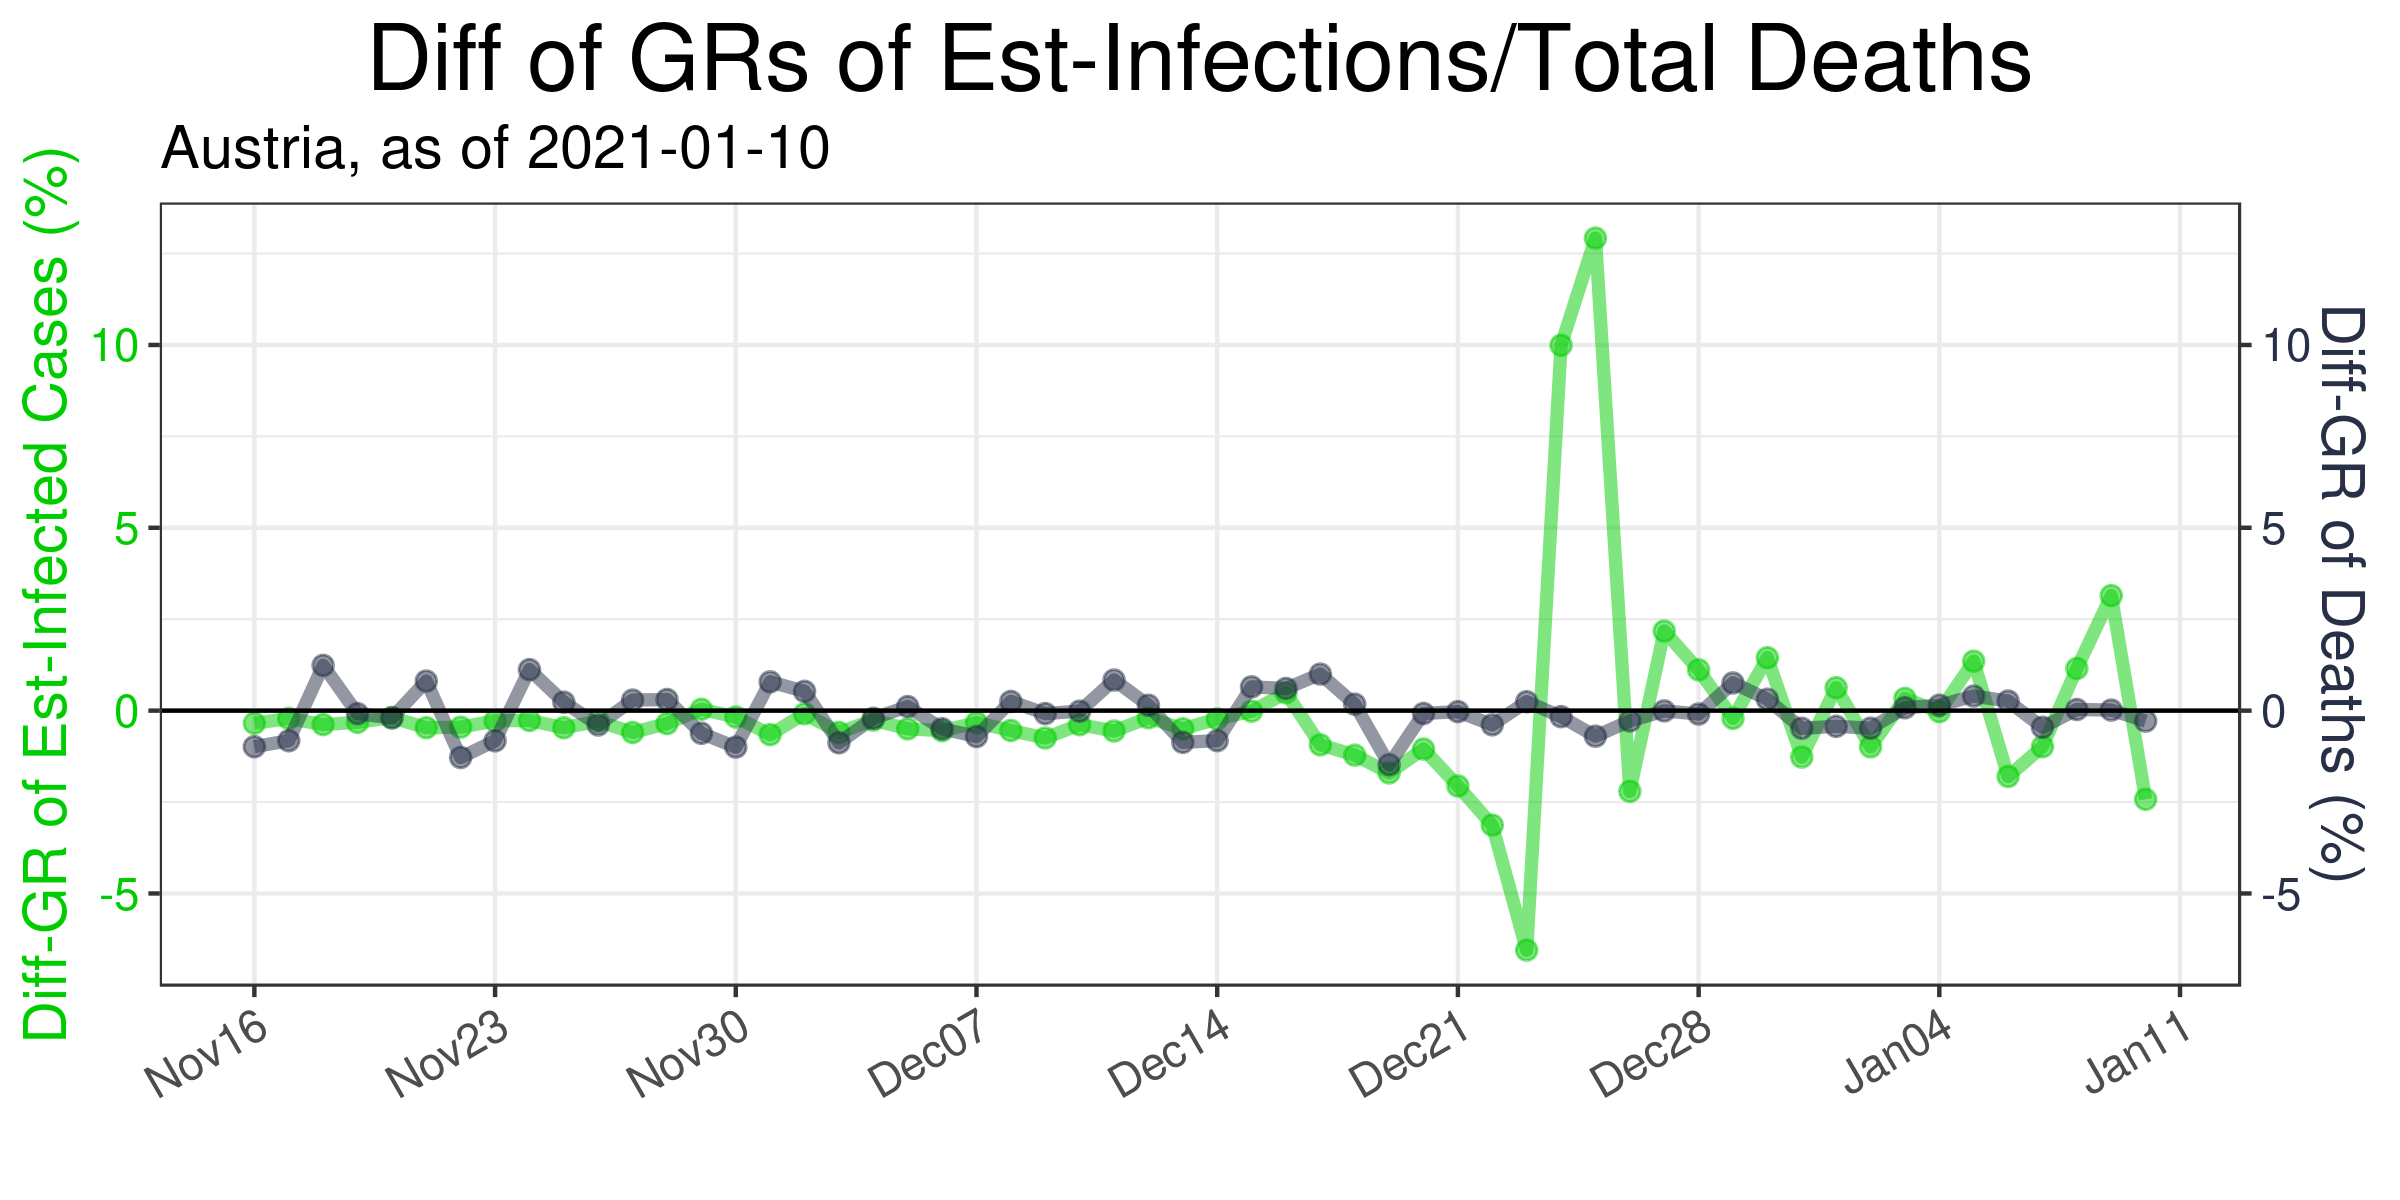 Diff of GRs of Est-Infections/Total Deaths
Austria, as of 2021-01-10
Diff-GR of Est-Infected Cases (%)
10
5
0
-5
10
5
0
-5
Diff-GR of Deaths (%)
Nov16
Nov23
Nov30
Dec07
Dec14
Dec21
Dec28
Jan04
Jan11